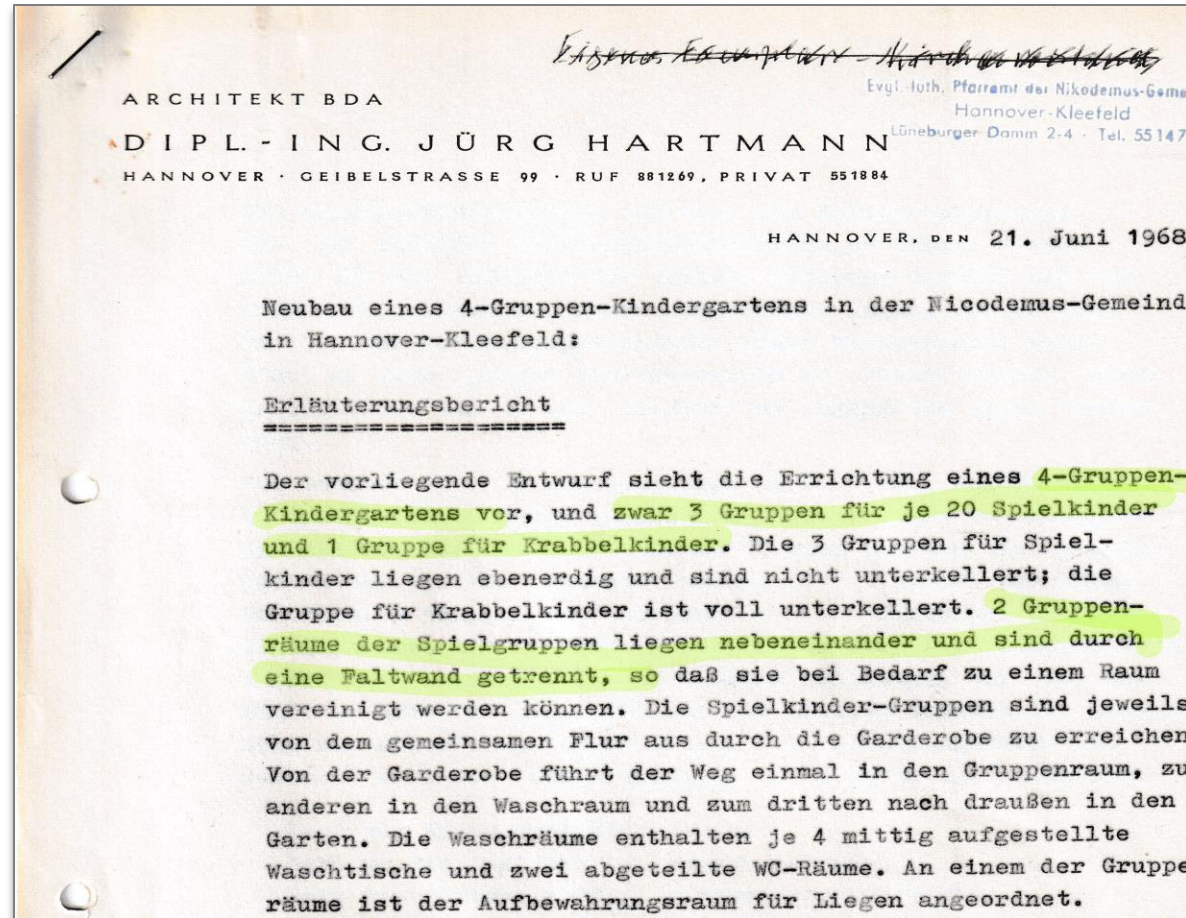 Eigenes Exemplar - Kirchenvorstand
Evgl.-luth. Pfarramt der Nikodemus-Geme
Hannover-Kleefeld
Lüneburger Damm 2-4 · Tel. 55147
ARCHITEKT BDA
DIPL.-ING. JÜRG HARTMANN
HANNOVER · GEIBELSTRASSE 99 · RUF 881269, PRIVAT 551884
HANNOVER, DEN 21. Juni 1968
Neubau eines 4-Gruppen-Kindergartens in der Nicodemus-Gemeind
in Hannover-Kleefeld:
Erläuterungsbericht
====================
Der vorliegende Entwurf sieht die Errichtung eines 4-Gruppen-
Kindergartens vor, und zwar 3 Gruppen für je 20 Spielkinder
und 1 Gruppe für Krabbelkinder. Die 3 Gruppen für Spiel-
kinder liegen ebenerdig und sind nicht unterkellert; die
Gruppe für Krabbelkinder ist voll unterkellert. 2 Gruppen-
räume der Spielgruppen liegen nebeneinander und sind durch
eine Faltwand getrennt, so daß sie bei Bedarf zu einem Raum
vereinigt werden können. Die Spielkinder-Gruppen sind jeweils
von dem gemeinsamen Flur aus durch die Garderobe zu erreichen
Von der Garderobe führt der Weg einmal in den Gruppenraum, zu
anderen in den Waschraum und zum dritten nach draußen in den
Garten. Die Waschräume enthalten je 4 mittig aufgestellte
Waschtische und zwei abgeteilte WC-Räume. An einem der Gruppe
räume ist der Aufbewahrungsraum für Liegen angeordnet.